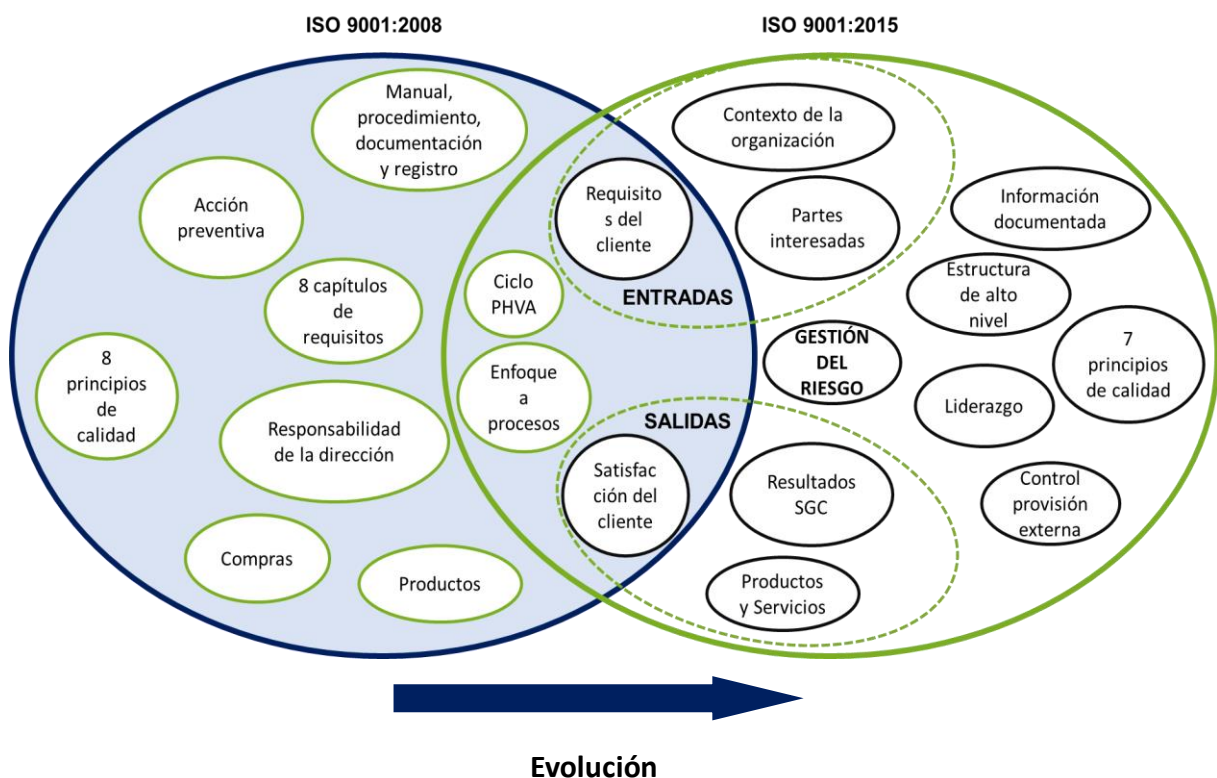 ISO 9001:2008
ISO 9001:2015
Manual,
procedimiento,
documentación
y registro
Acción
preventiva
8 capítulos de
requisitos
8
principios
de
calidad
Responsabilidad
de la dirección
Compras
Productos
Requisito
s del
cliente
Ciclo
PHVA
ENTRADAS
Enfoque
a
procesos
SALIDAS
Satisfac
ción del
cliente
Contexto de la
organización
Partes
interesadas
GESTIÓN
DEL
RIESGO
Resultados
SGC
Productos
y Servicios
Información
documentada
Estructura
de alto
nivel
7
principios
de calidad
Liderazgo
Control
provisión
externa
Evolución